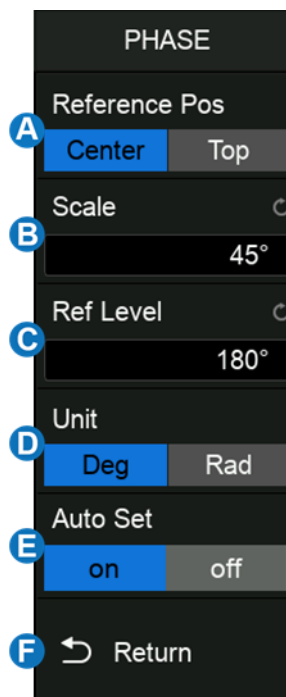 PHASE
Reference Pos
A
Center Top
Scale
B
45°
Ref Level
C
180°
Unit
D
Deg Rad
Auto Set
E
on off
F Return